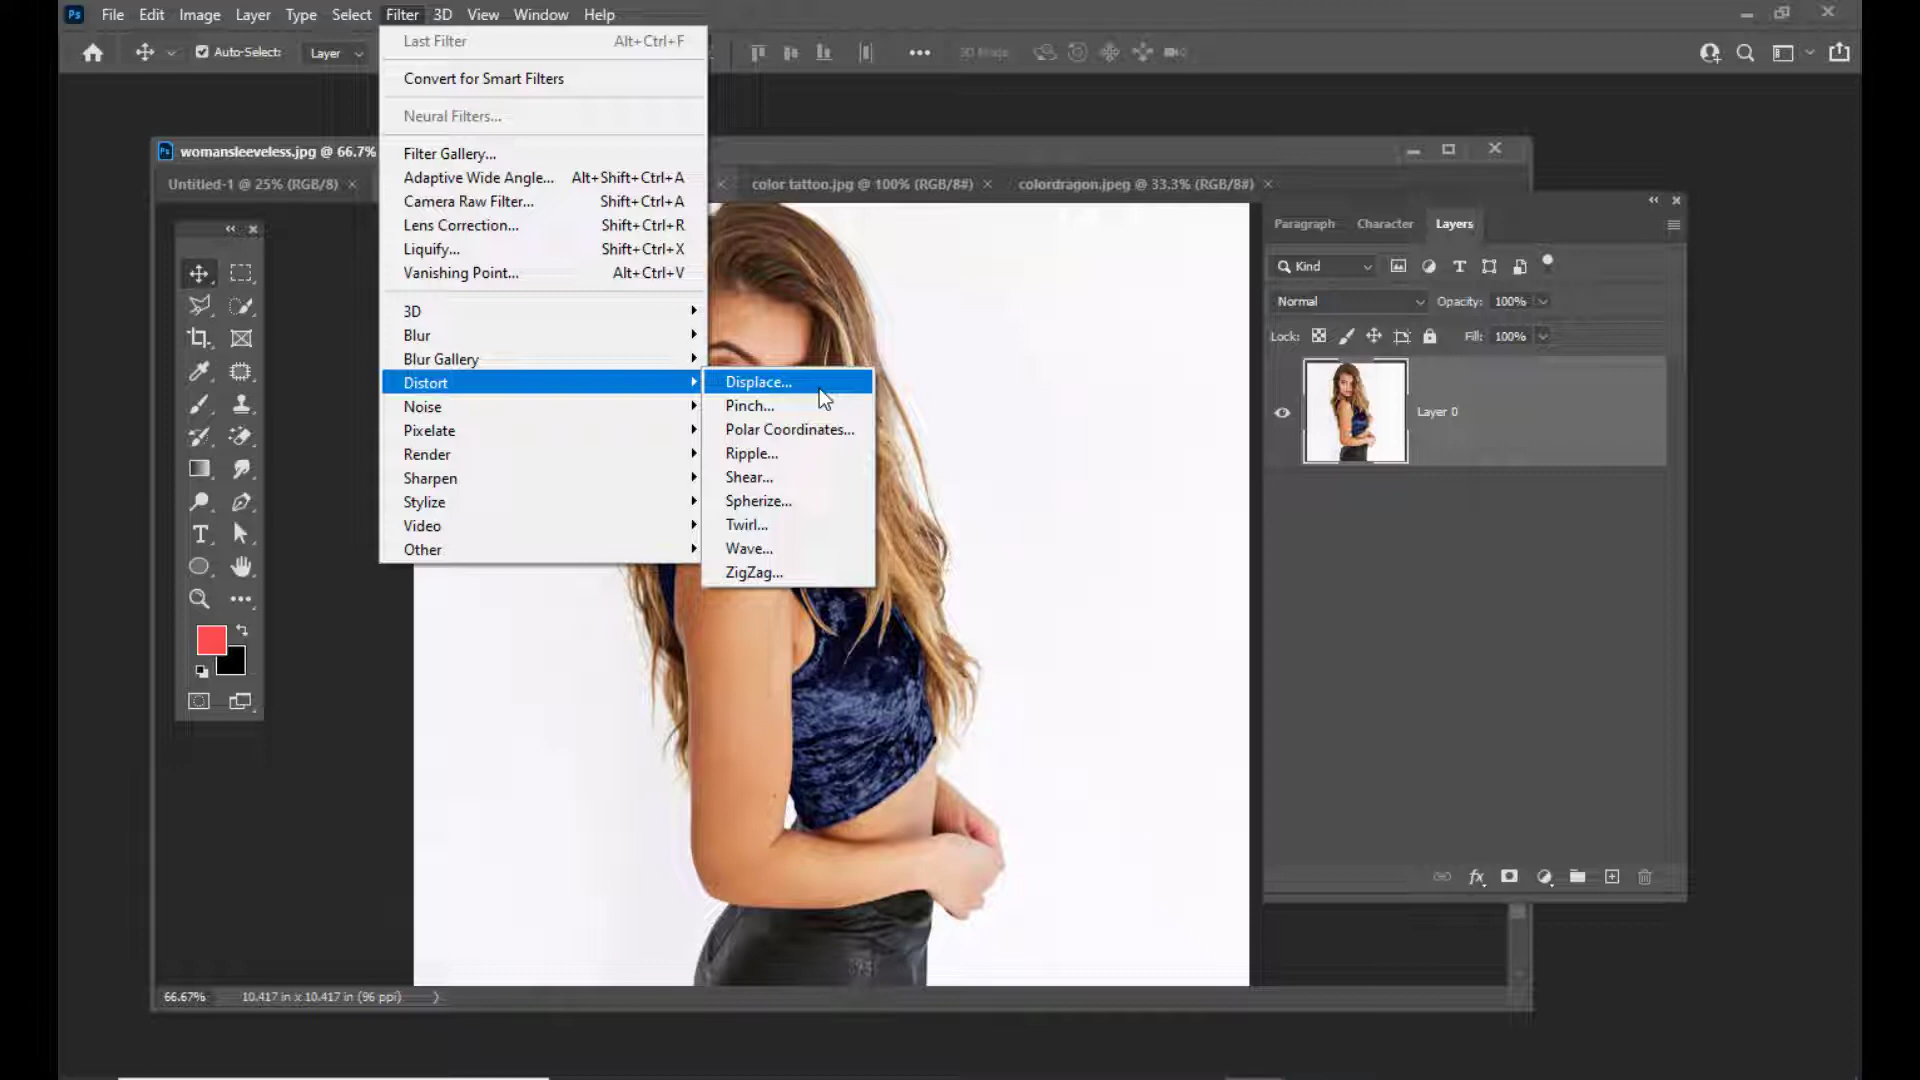 Ps File Edit Image Layer Type Select Filter 3D View Window Help
Auto-Select: Layer 3D Mode:
Last Filter Alt+Ctrl+F
Convert for Smart Filters
Neural Filters...
Filter Gallery...
Adaptive Wide Angle... Alt+Shift+Ctrl+A
Camera Raw Filter... Shift+Ctrl+A
Lens Correction... Shift+Ctrl+R
Liquify... Shift+Ctrl+X
Vanishing Point... Alt+Ctrl+V
3D
Blur
Blur Gallery
Distort
Noise
Pixelate
Render
Sharpen
Stylize
Video
Other
Displace...
Pinch...
Polar Coordinates...
Ripple...
Shear...
Spherize...
Twirl...
Wave...
ZigZag...
Ps womansleeveless.jpg @ 66.7%
Untitled-1 @ 25% (RGB/8) color tattoo.jpg @ 100% (RGB/8#) colordragon.jpeg @ 33.3% (RGB/8#)
Paragraph Character Layers
Kind
Normal Opacity: 100%
Lock: Fill: 100%
Layer 0
fx
66.67% 10.417 in x 10.417 in (96 ppi)